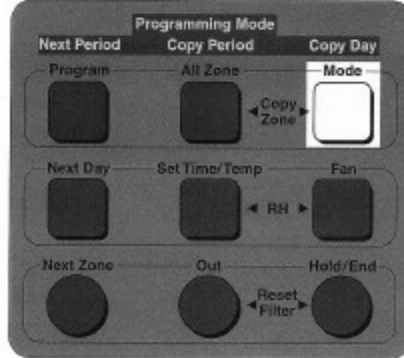 Programming Mode
Next Period Copy Period Copy Day
Program All Zone Mode
Copy
Zone
Next Day Set Time/Temp Fan
RH
Next Zone Out Hold/End
Reset
Filter